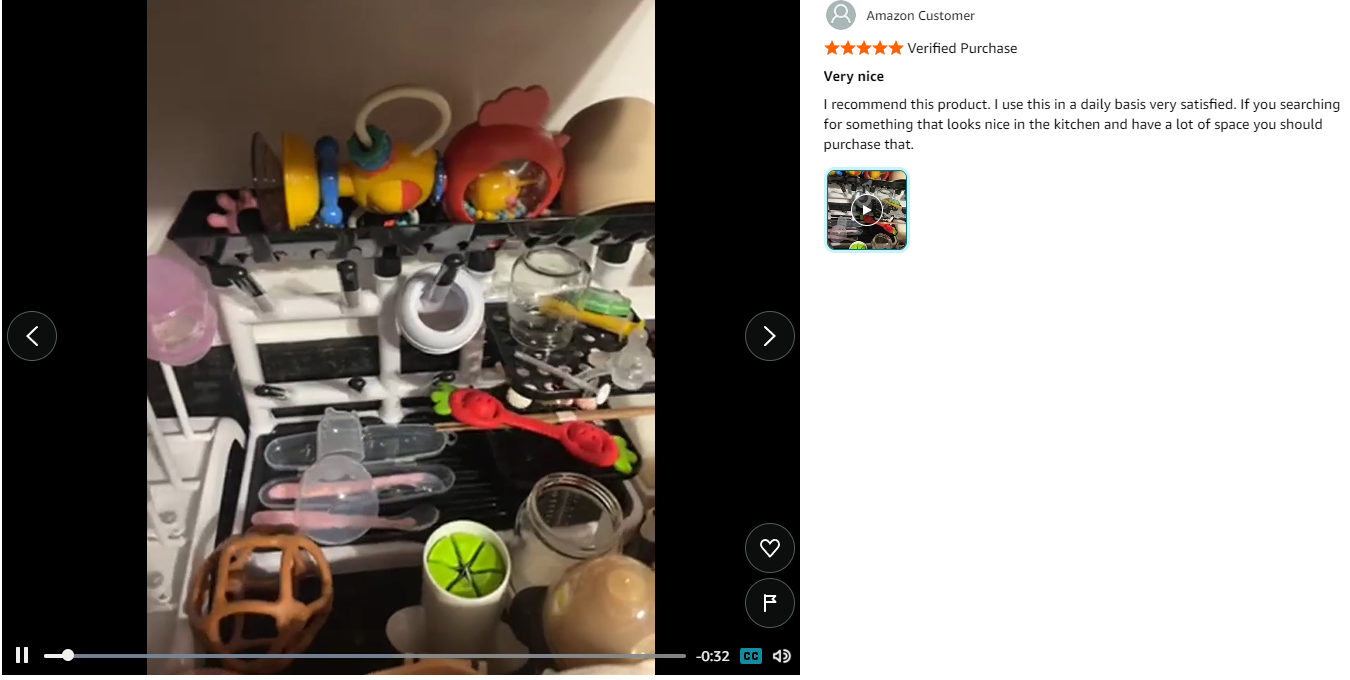 Amazon Customer
Verified Purchase
Very nice
I recommend this product. I use this in a daily basis very satisfied. If you searching
for something that looks nice in the kitchen and have a lot of space you should
purchase that.
-0:32 CC